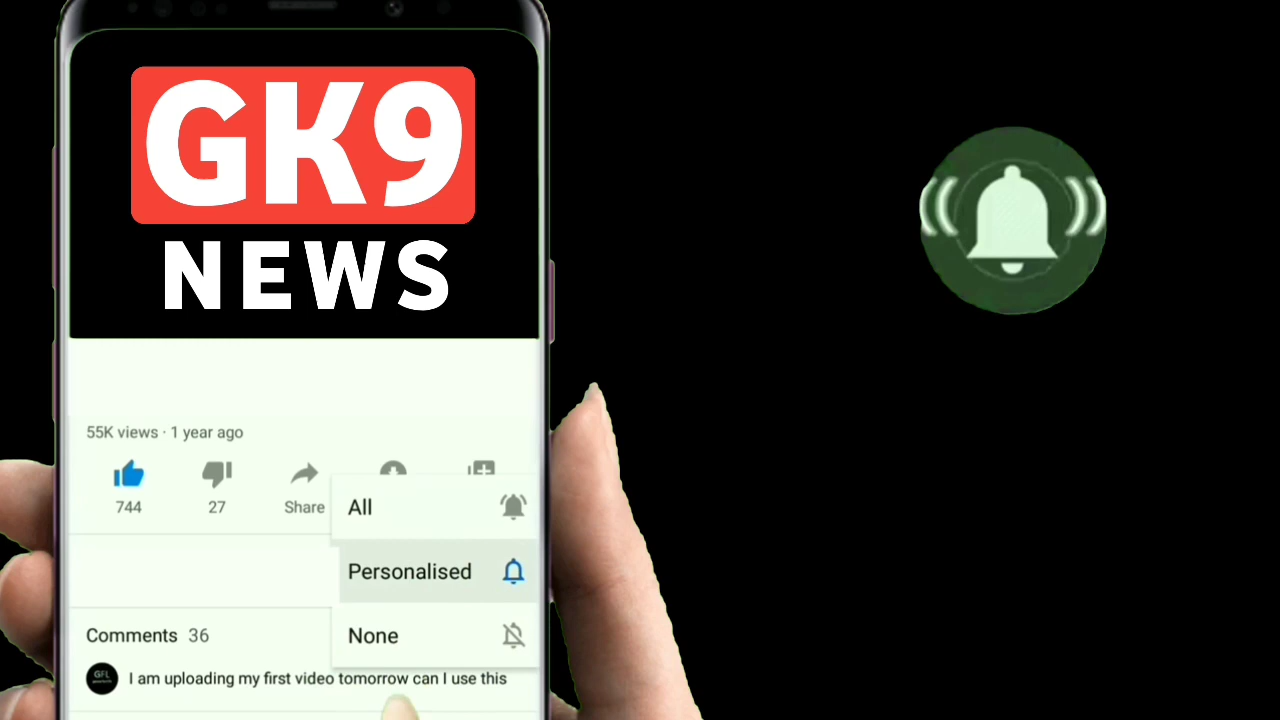 GK9
NEWS
55K views · 1 year ago
744
27
Share
All
Personalised
None
Comments 36
GFL
I am uploading my first video tomorrow can I use this